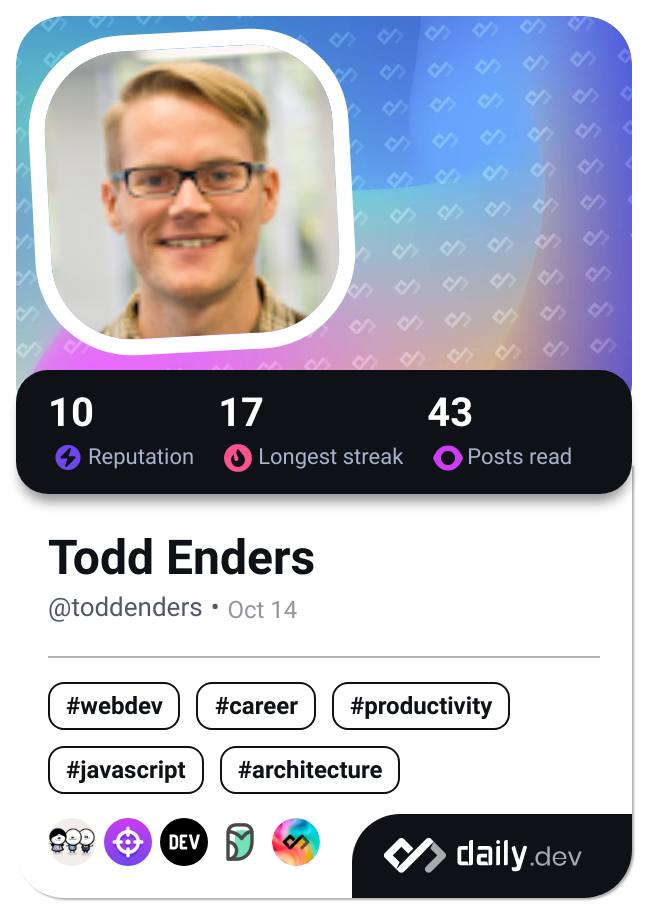 10 17 43
Reputation Longest streak Posts read
Todd Enders
@toddenders • Oct 14
#webdev #career #productivity
#javascript #architecture
DEV
daily.dev